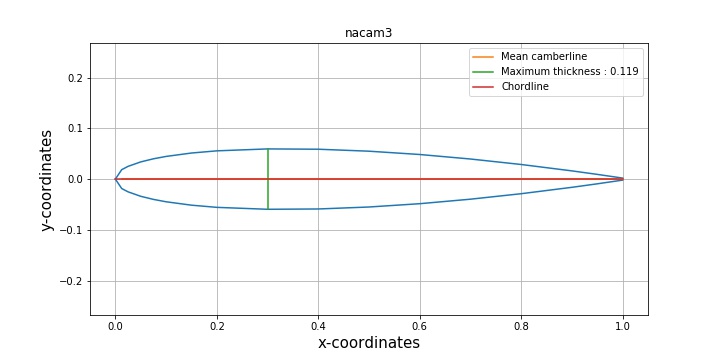 nacam3
Mean camberline
Maximum thickness : 0.119
Chordline
y-coordinates
0.2
0.1
0.0
−0.1
−0.2
0.0 0.2 0.4 0.6 0.8 1.0
x-coordinates